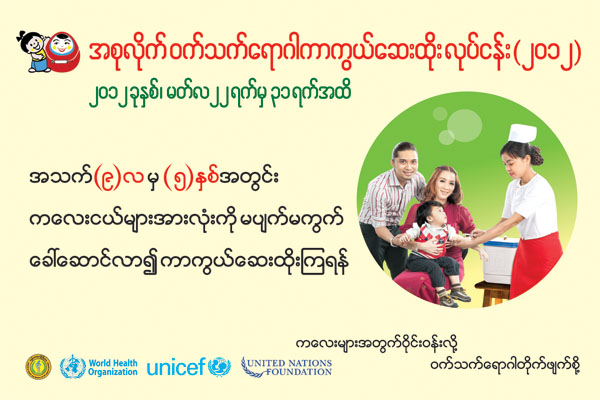 အစုလိုက် ဝက်သက်ရောဂါကာကွယ်ဆေးထိုး လုပ်ငန်း (၂၀၁၂)
၂၀၁၂ခုနှစ်၊ မတ်လ၂၂ရက်မှ ၃၁ရက်အထိ
အသက်(၉)လ မှ (၅)နှစ်အတွင်း
ကလေးငယ်များအားလုံးကို မပျက်မကွက်
ခေါ်ဆောင်လာ၍ ကာကွယ်ဆေးထိုးကြရန်
ကလေးများအတွက်ဝိုင်းဝန်းလို့
ဝက်သက်ရောဂါတိုက်ဖျက်စို့
World Health
Organization
unicef
UNITED NATIONS
FOUNDATION